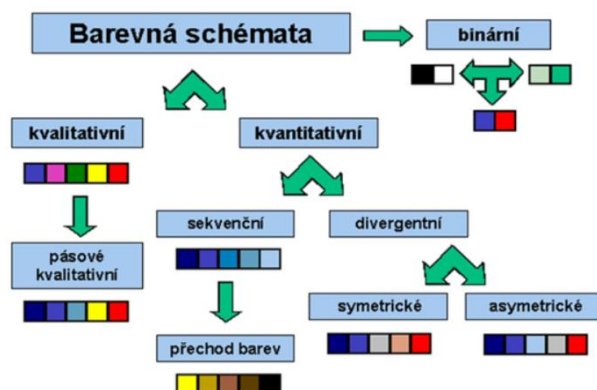 Barevná schémata
binární
kvalitativní
kvantitativní
sekvenční
divergentní
pásové
kvalitativní
symetrické
asymetrické
přechod barev